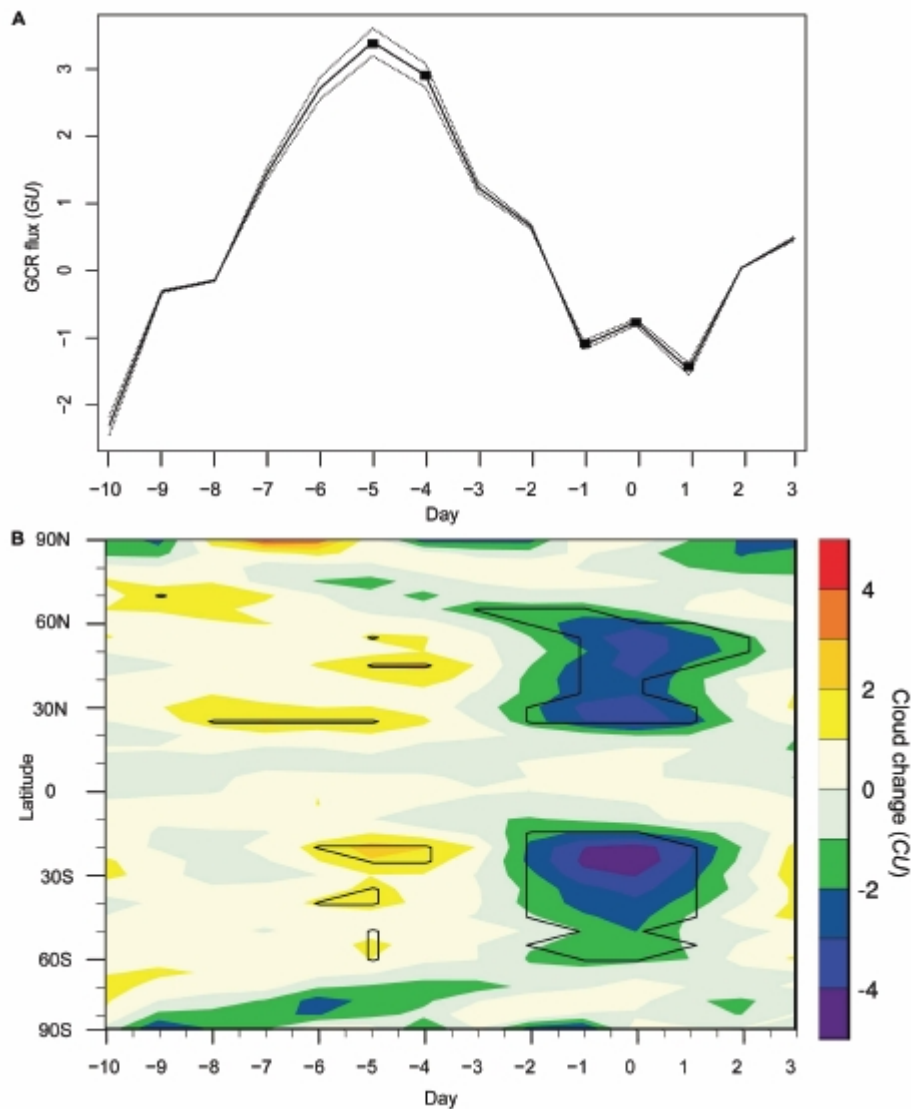 A
GCR flux (GU)
3
2
1
0
−1
−2
−10 −9 −8 −7 −6 −5 −4 −3 −2 −1 0 1 2 3
Day
B
Latitude
90N
60N
30N
0
30S
60S
90S
−10 −9 −8 −7 −6 −5 −4 −3 −2 −1 0 1 2 3
Day
4
2
0
-2
-4
Cloud change (CU)